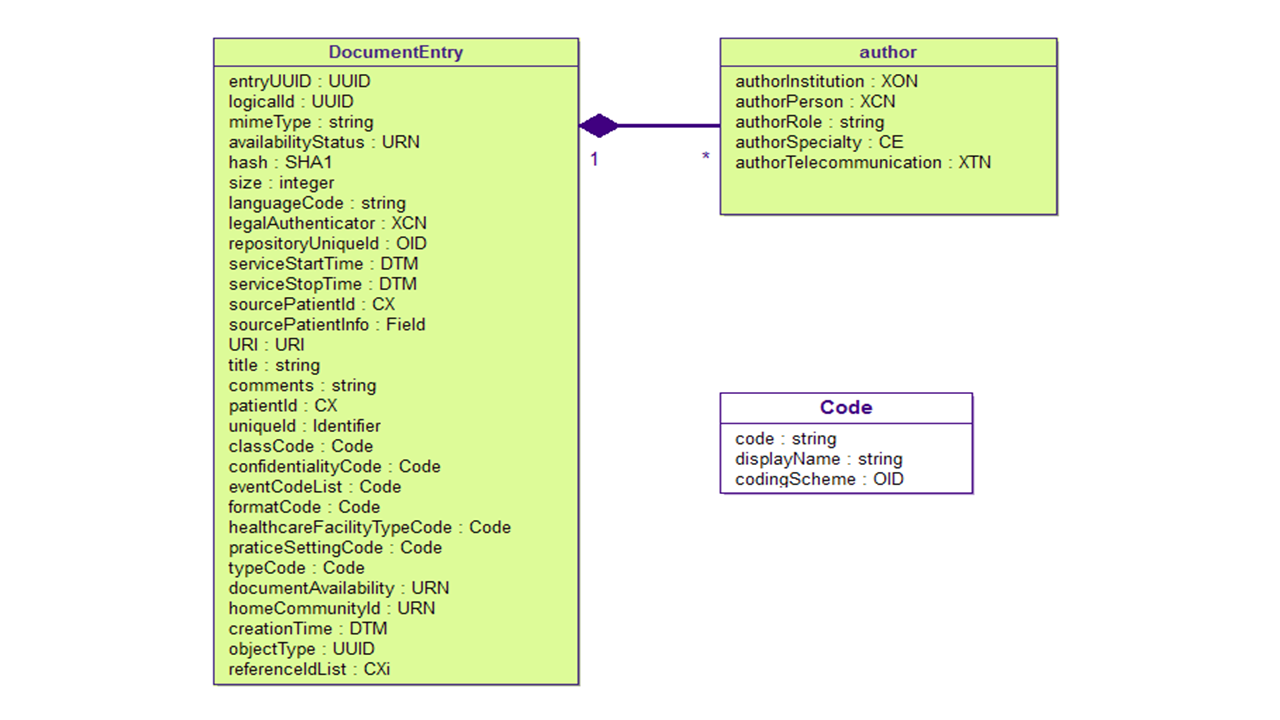 DocumentEntry
entryUUID : UUID
logicalId : UUID
mimeType : string
availabilityStatus : URN
hash : SHA1
size : integer
languageCode : string
legalAuthenticator : XCN
repositoryUniqueId : OID
serviceStartTime : DTM
serviceStopTime : DTM
sourcePatientId : CX
sourcePatientInfo : Field
URI : URI
title : string
comments : string
patientId : CX
uniqueId : Identifier
classCode : Code
confidentialityCode : Code
eventCodeList : Code
formatCode : Code
healthcareFacilityTypeCode : Code
praticeSettingCode : Code
typeCode : Code
documentAvailability : URN
homeCommunityId : URN
creationTime : DTM
objectType : UUID
referenceIdList : CXi
1
*
author
authorInstitution : XON
authorPerson : XCN
authorRole : string
authorSpecialty : CE
authorTelecommunication : XTN
Code
code : string
displayName : string
codingScheme : OID